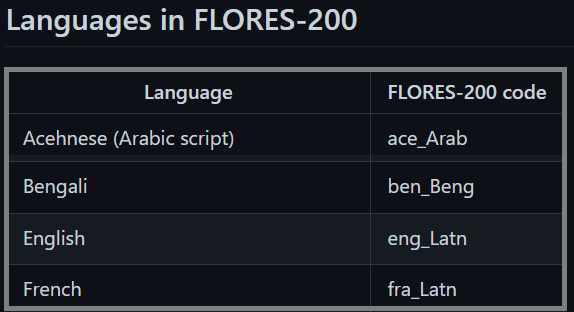 Languages in FLORES-200
Language FLORES-200 code
Acehnese (Arabic script) ace_Arab
Bengali ben_Beng
English eng_Latn
French fra_Latn